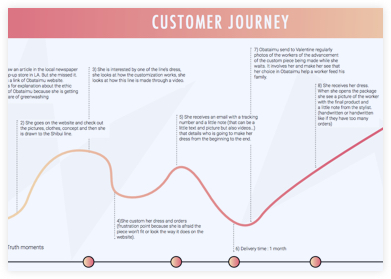 CUSTOMER JOURNEY
ve an article in the local newspaper
p-up store in LA. But she missed it
a link of Obataimu website
e for explanation about the ethic
of Obataimu because she is getting
are of greenwashing
3) She is interested by one of the line's dress,
she looks at how the customization works, she
looks at how this line is made through a video.
7) Obataimu send to Valentine regularly
photos of workers of the advancement
of the custom piece being made while she
waits. It involves her and make her see that
her choice in Obataimu help a worker feed his
family.
8) She receives her dress.
When she opens the package
she see a picture of the worker
with the final product and
a little note from the stylist
(handwritten or handwritten
like if they have too many
orders)
2) She goes on the website and check out
the pictures, clothes, concept and then she
is drawn to the Shibui line.
5) She receives an email with a tracking
number and a little note (that can be a
little text and picture but also videos...)
that details who is going to make her
dress from the beginning to the end.
4)She custom her dress and orders
(frustration point because she is afraid the
piece won't fit or look the way it does on the
website).
6) Delivery time : 1 month
Truth moments